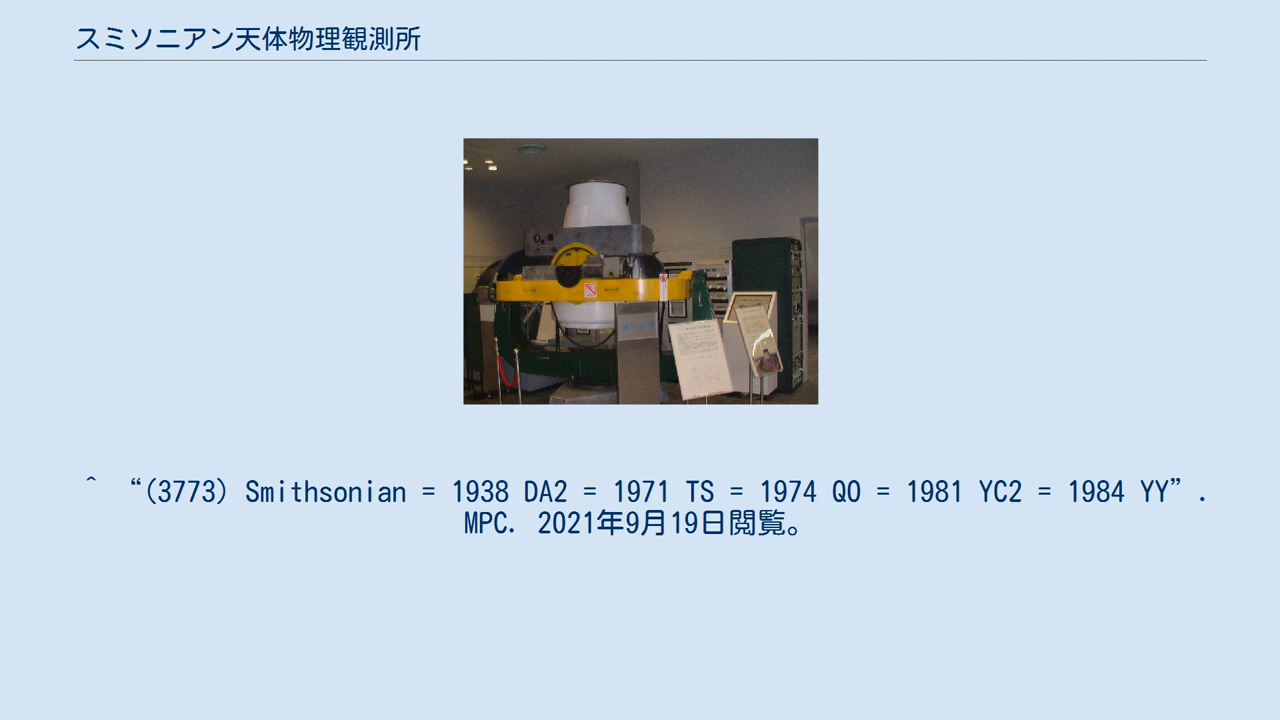 スミソニアン天体物理観測所
^ “(3773) Smithsonian = 1938 DA2 = 1971 TS = 1974 QO = 1981 YC2 = 1984 YY” .
MPC. 2021年9月19日閲覧。